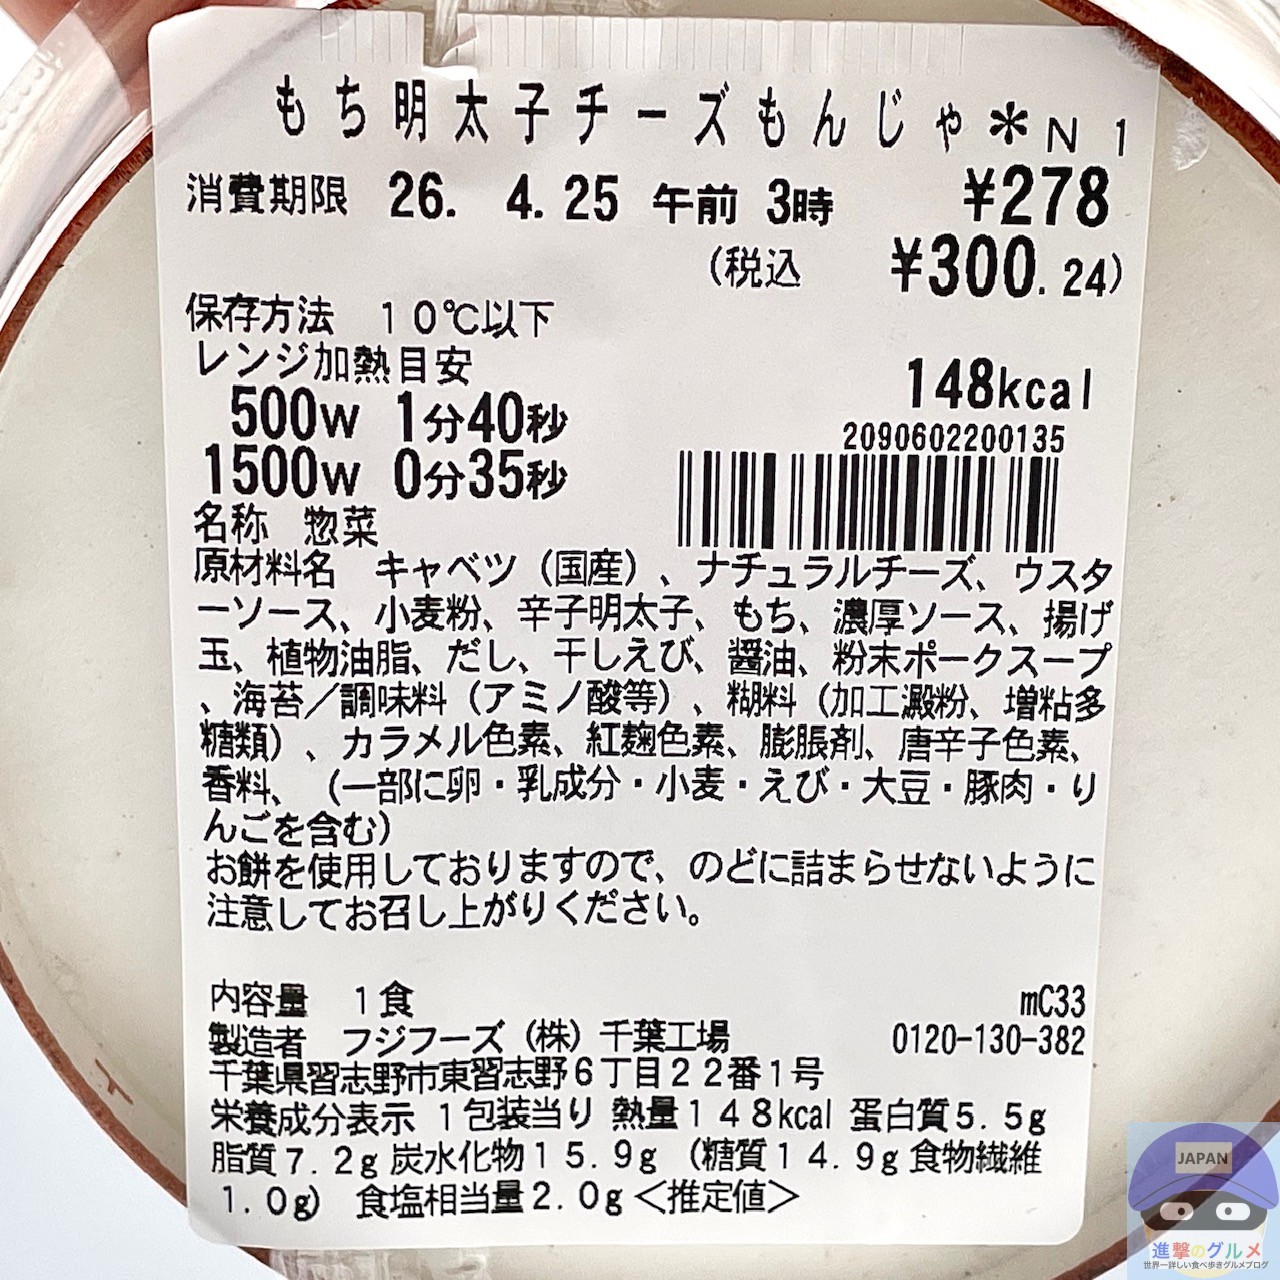 もち明太子チーズもんじゃ＊N1
消費期限 26. 4.25 午前 3時 ¥278
(税込 ¥300.24)
保存方法 10℃以下
レンジ加熱目安
148kcal
500W 1分40秒
2090602200135
1500W 0分35秒
名称 惣菜
原材料名 キャベツ（国産）、ナチュラルチーズ、ウスタ
ーソース、小麦粉、辛子明太子、もち、濃厚ソース、揚げ
玉、植物油脂、だし、干しえび、醤油、粉末ポークスープ
、海苔／調味料（アミノ酸等）、糊料（加工澱粉、増粘多
糖類）、カラメル色素、紅麹色素、膨脹剤、唐辛子色素、
香料、（一部に卵・乳成分・小麦・えび・大豆・豚肉・り
んごを含む）
お餅を使用しておりますので、のどに詰まらせないように
注意してお召し上がりください。
内容量 1食 mC33
製造者 フジフーズ（株）千葉工場 0120-130-382
千葉県習志野市東習志野6丁目22番1号
栄養成分表示 1包装当り 熱量148kcal 蛋白質5.5g
脂質7.2g 炭水化物15.9g （糖質14.9g 食物繊維
1.0g） 食塩相当量2.0g＜推定値＞
JAPAN
進撃のグルメ
世界一詳しい食べ歩きグルメブログ